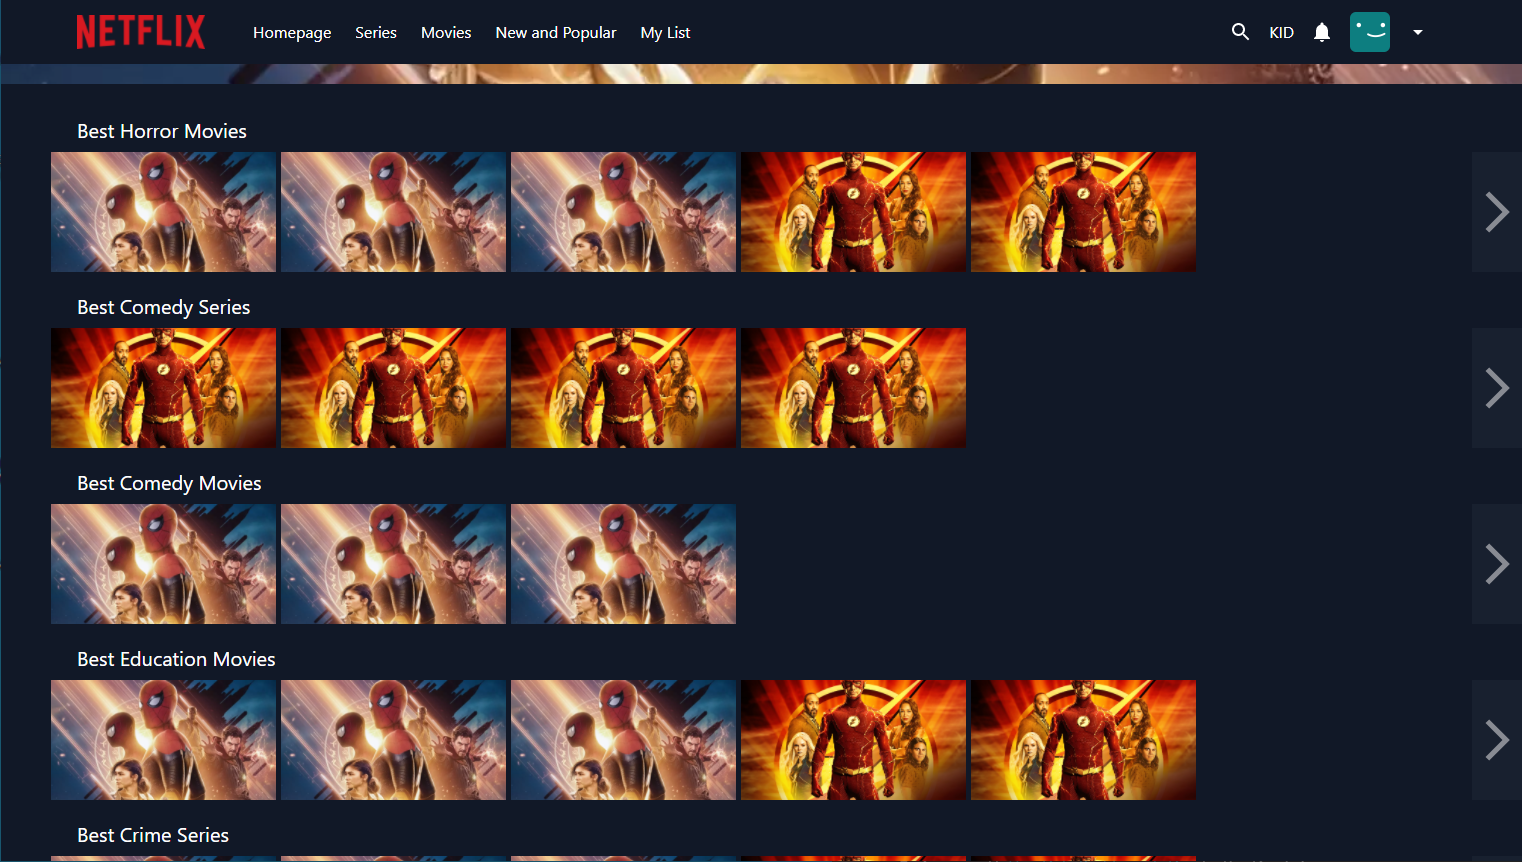 NETFLIX Homepage Series Movies New and Popular My List KID
Best Horror Movies
Best Comedy Series
Best Comedy Movies
Best Education Movies
Best Crime Series